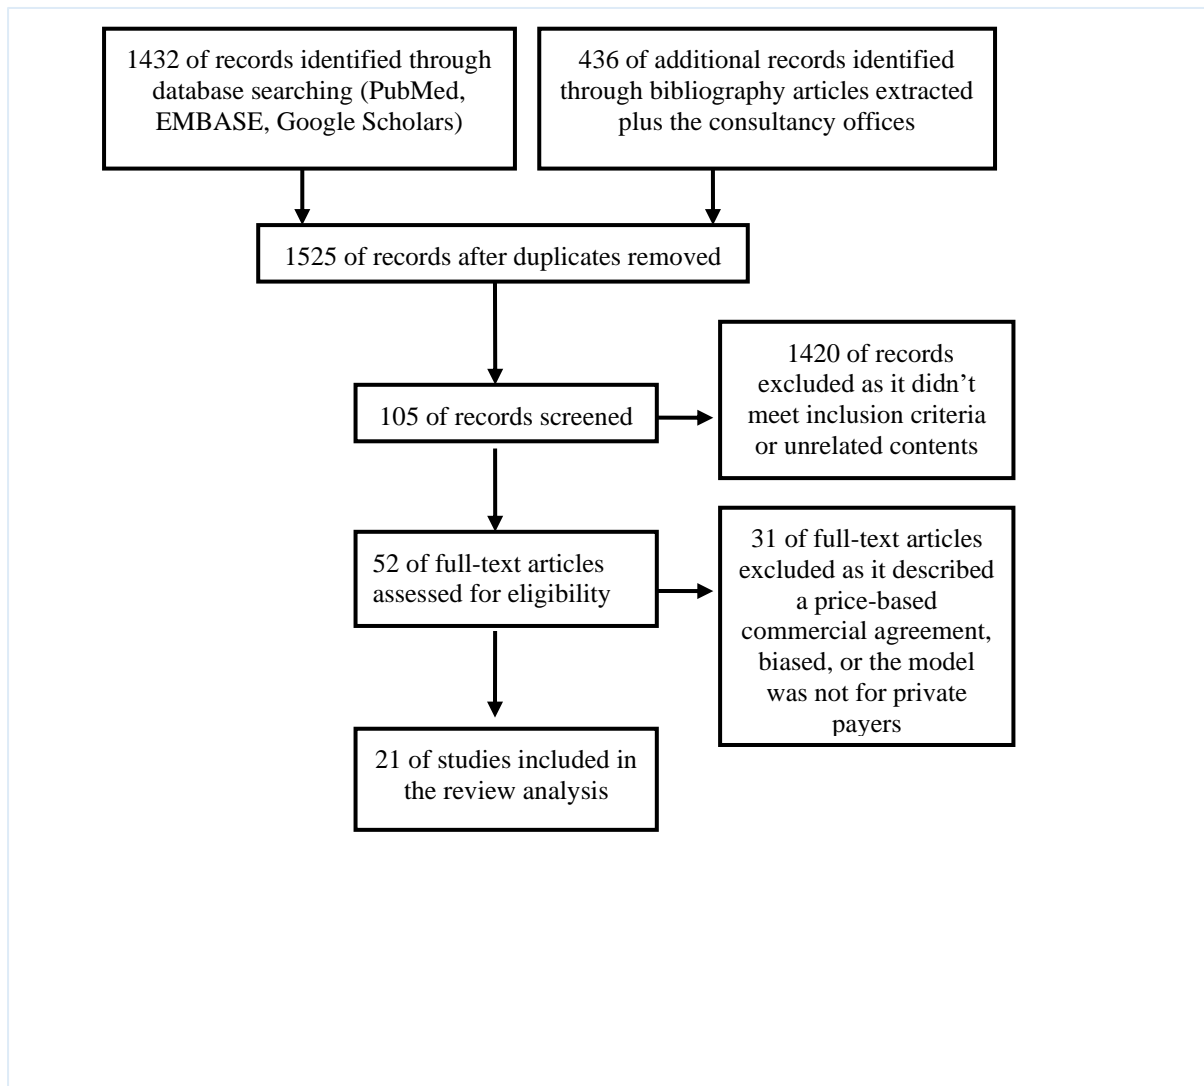 1432 of records identified through
database searching (PubMed,
EMBASE, Google Scholars)
436 of additional records identified
through bibliography articles extracted
plus the consultancy offices
1525 of records after duplicates removed
1420 of records
excluded as it didn’t
meet inclusion criteria
or unrelated contents
105 of records screened
52 of full-text articles
assessed for eligibility
31 of full-text articles
excluded as it described
a price-based
commercial agreement,
biased, or the model
was not for private
payers
21 of studies included in
the review analysis